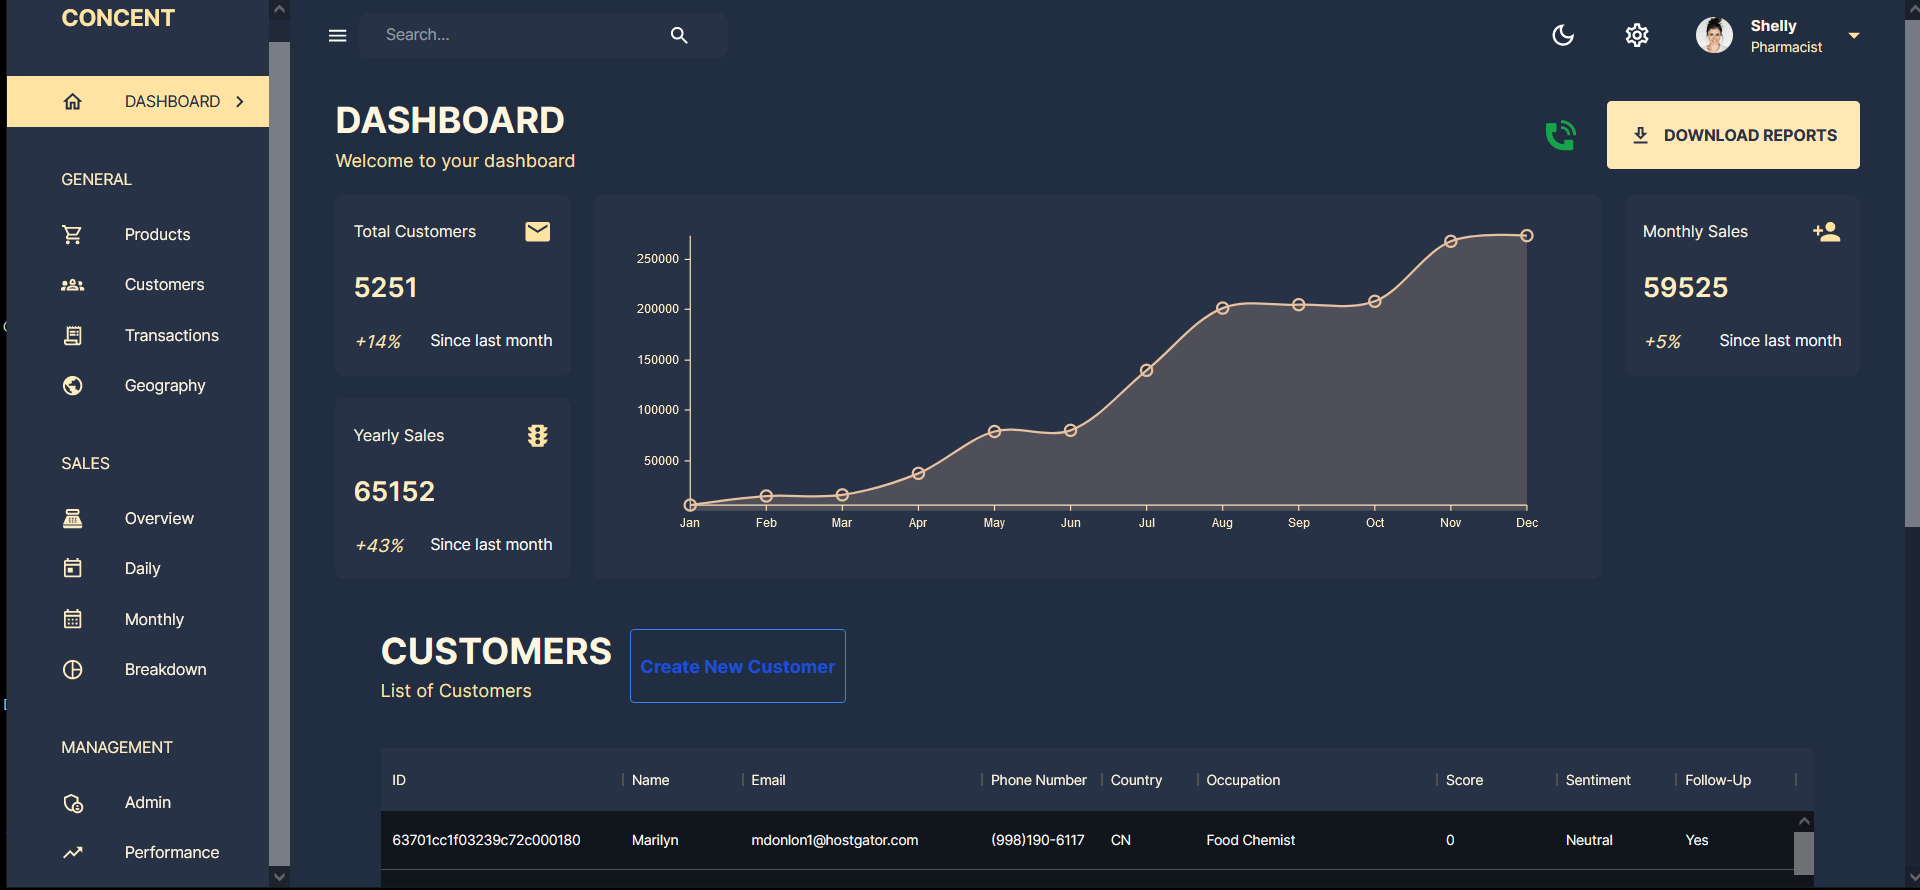 CONCENT
DASHBOARD
GENERAL
Products
Customers
Transactions
Geography
SALES
Overview
Daily
Monthly
Breakdown
MANAGEMENT
Admin
Performance
Search...
Shelly
Pharmacist
DASHBOARD
Welcome to your dashboard
DOWNLOAD REPORTS
Total Customers
5251
+14% Since last month
Yearly Sales
65152
+43% Since last month
250000
200000
150000
100000
50000
Jan Feb Mar Apr May Jun Jul Aug Sep Oct Nov Dec
Monthly Sales
59525
+5% Since last month
CUSTOMERS
List of Customers
Create New Customer
ID Name Email Phone Number Country Occupation Score Sentiment Follow-Up
63701cc1f03239c72c000180 Marilyn mdonlon1@hostgator.com (998)190-6117 CN Food Chemist 0 Neutral Yes